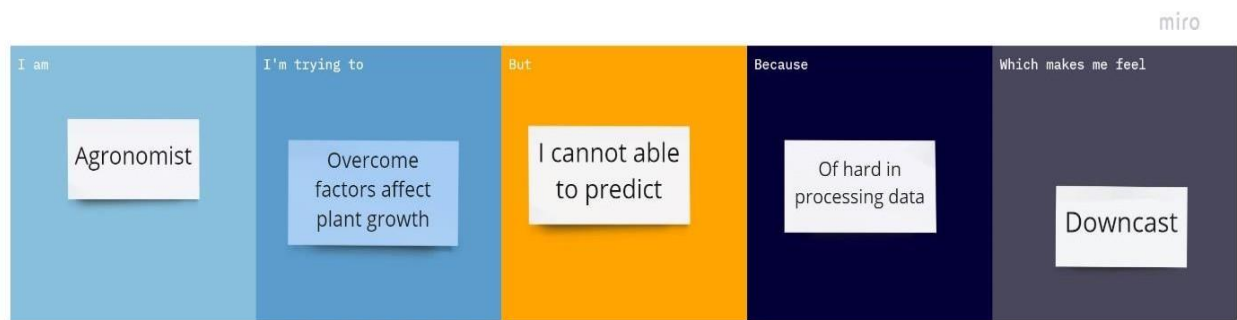 miro
I am
Agronomist
I'm trying to
Overcome
factors affect
plant growth
But
I cannot able
to predict
Because
Of hard in
processing data
Which makes me feel
Downcast